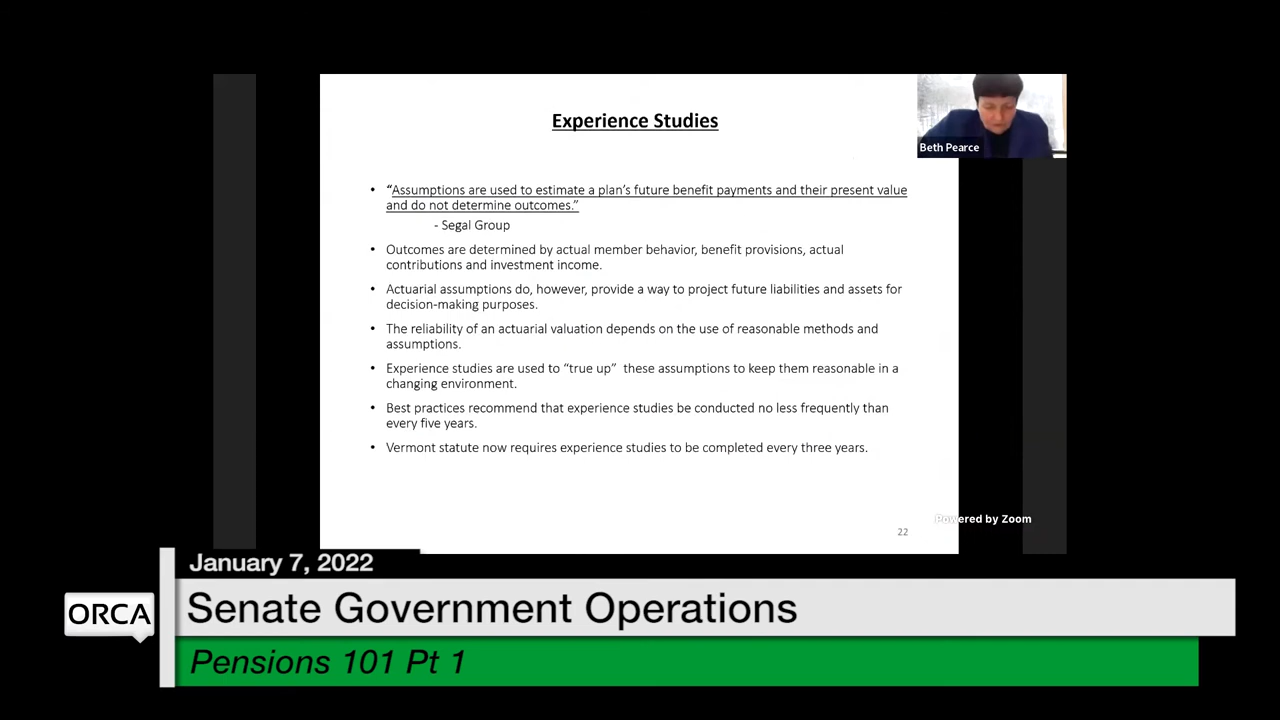 Experience Studies
Beth Pearce
• “Assumptions are used to estimate a plan’s future benefit payments and their present value
and do not determine outcomes.”
- Segal Group
• Outcomes are determined by actual member behavior, benefit provisions, actual
contributions and investment income.
• Actuarial assumptions do, however, provide a way to project future liabilities and assets for
decision-making purposes.
• The reliability of an actuarial valuation depends on the use of reasonable methods and
assumptions.
• Experience studies are used to “true up”  these assumptions to keep them reasonable in a
changing environment.
• Best practices recommend that experience studies be conducted no less frequently than
every five years.
• Vermont statute now requires experience studies to be completed every three years.
Powered by Zoom
22
January 7, 2022
ORCA
Senate Government Operations
Pensions 101 Pt 1